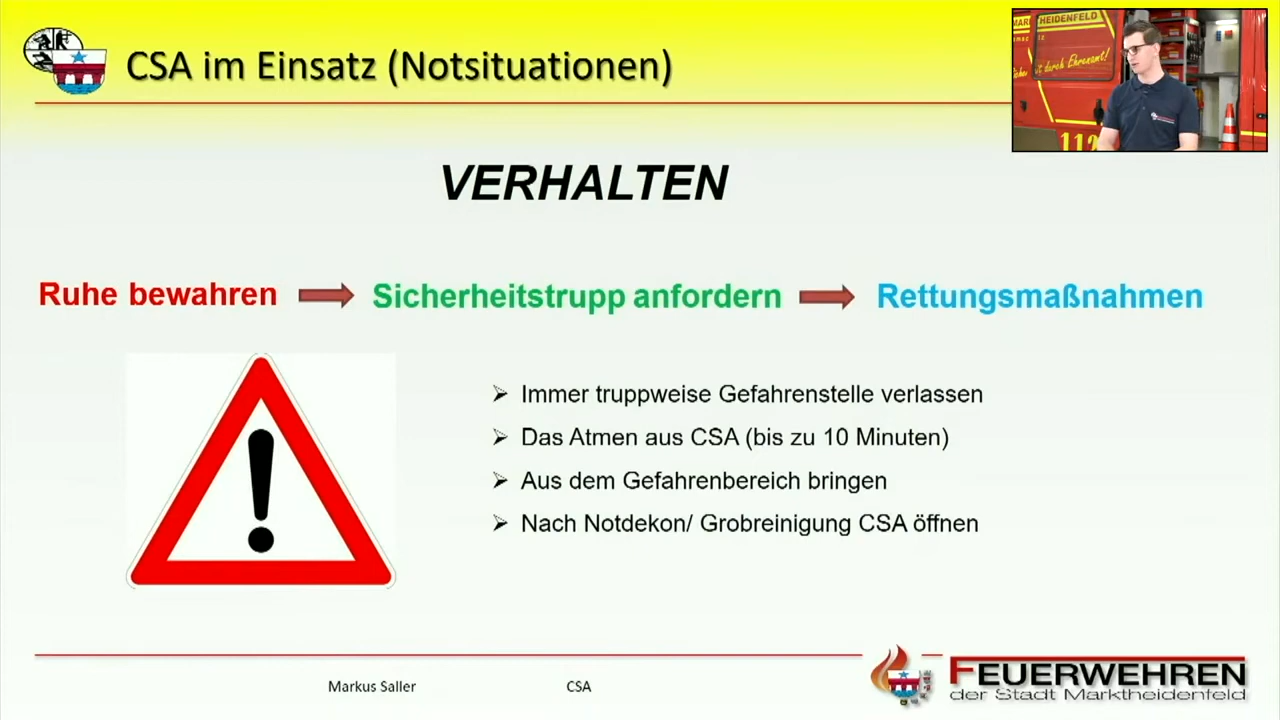 CSA im Einsatz (Notsituationen)
HEIDENFELD
durch Ehrenamt!
112
VERHALTEN
Ruhe bewahren
Sicherheitstrupp anfordern
Rettungsmaßnahmen
Immer truppweise Gefahrenstelle verlassen
Das Atmen aus CSA (bis zu 10 Minuten)
Aus dem Gefahrenbereich bringen
Nach Notdekon/ Grobreinigung CSA öffnen
Markus Saller
CSA
FEUERWEHREN
der Stadt Marktheidenfeld